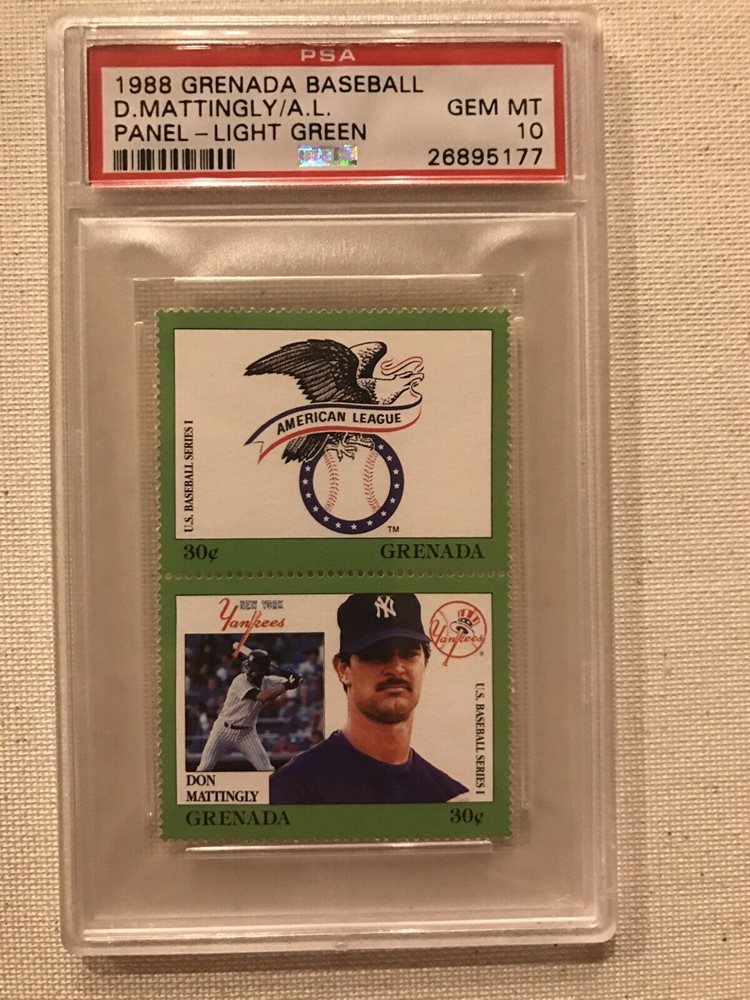 PSA
1988 GRENADA BASEBALL
D.MATTINGLY/A.L. GEM MT
PANEL - LIGHT GREEN 10
26895177
AMERICAN LEAGUE
U.S. BASEBALL SERIES I
TM
30¢ GRENADA
NEW YORK
Yankees
NY
Yankees
®
U.S. BASEBALL SERIES I
DON
MATTINGLY
GRENADA 30¢